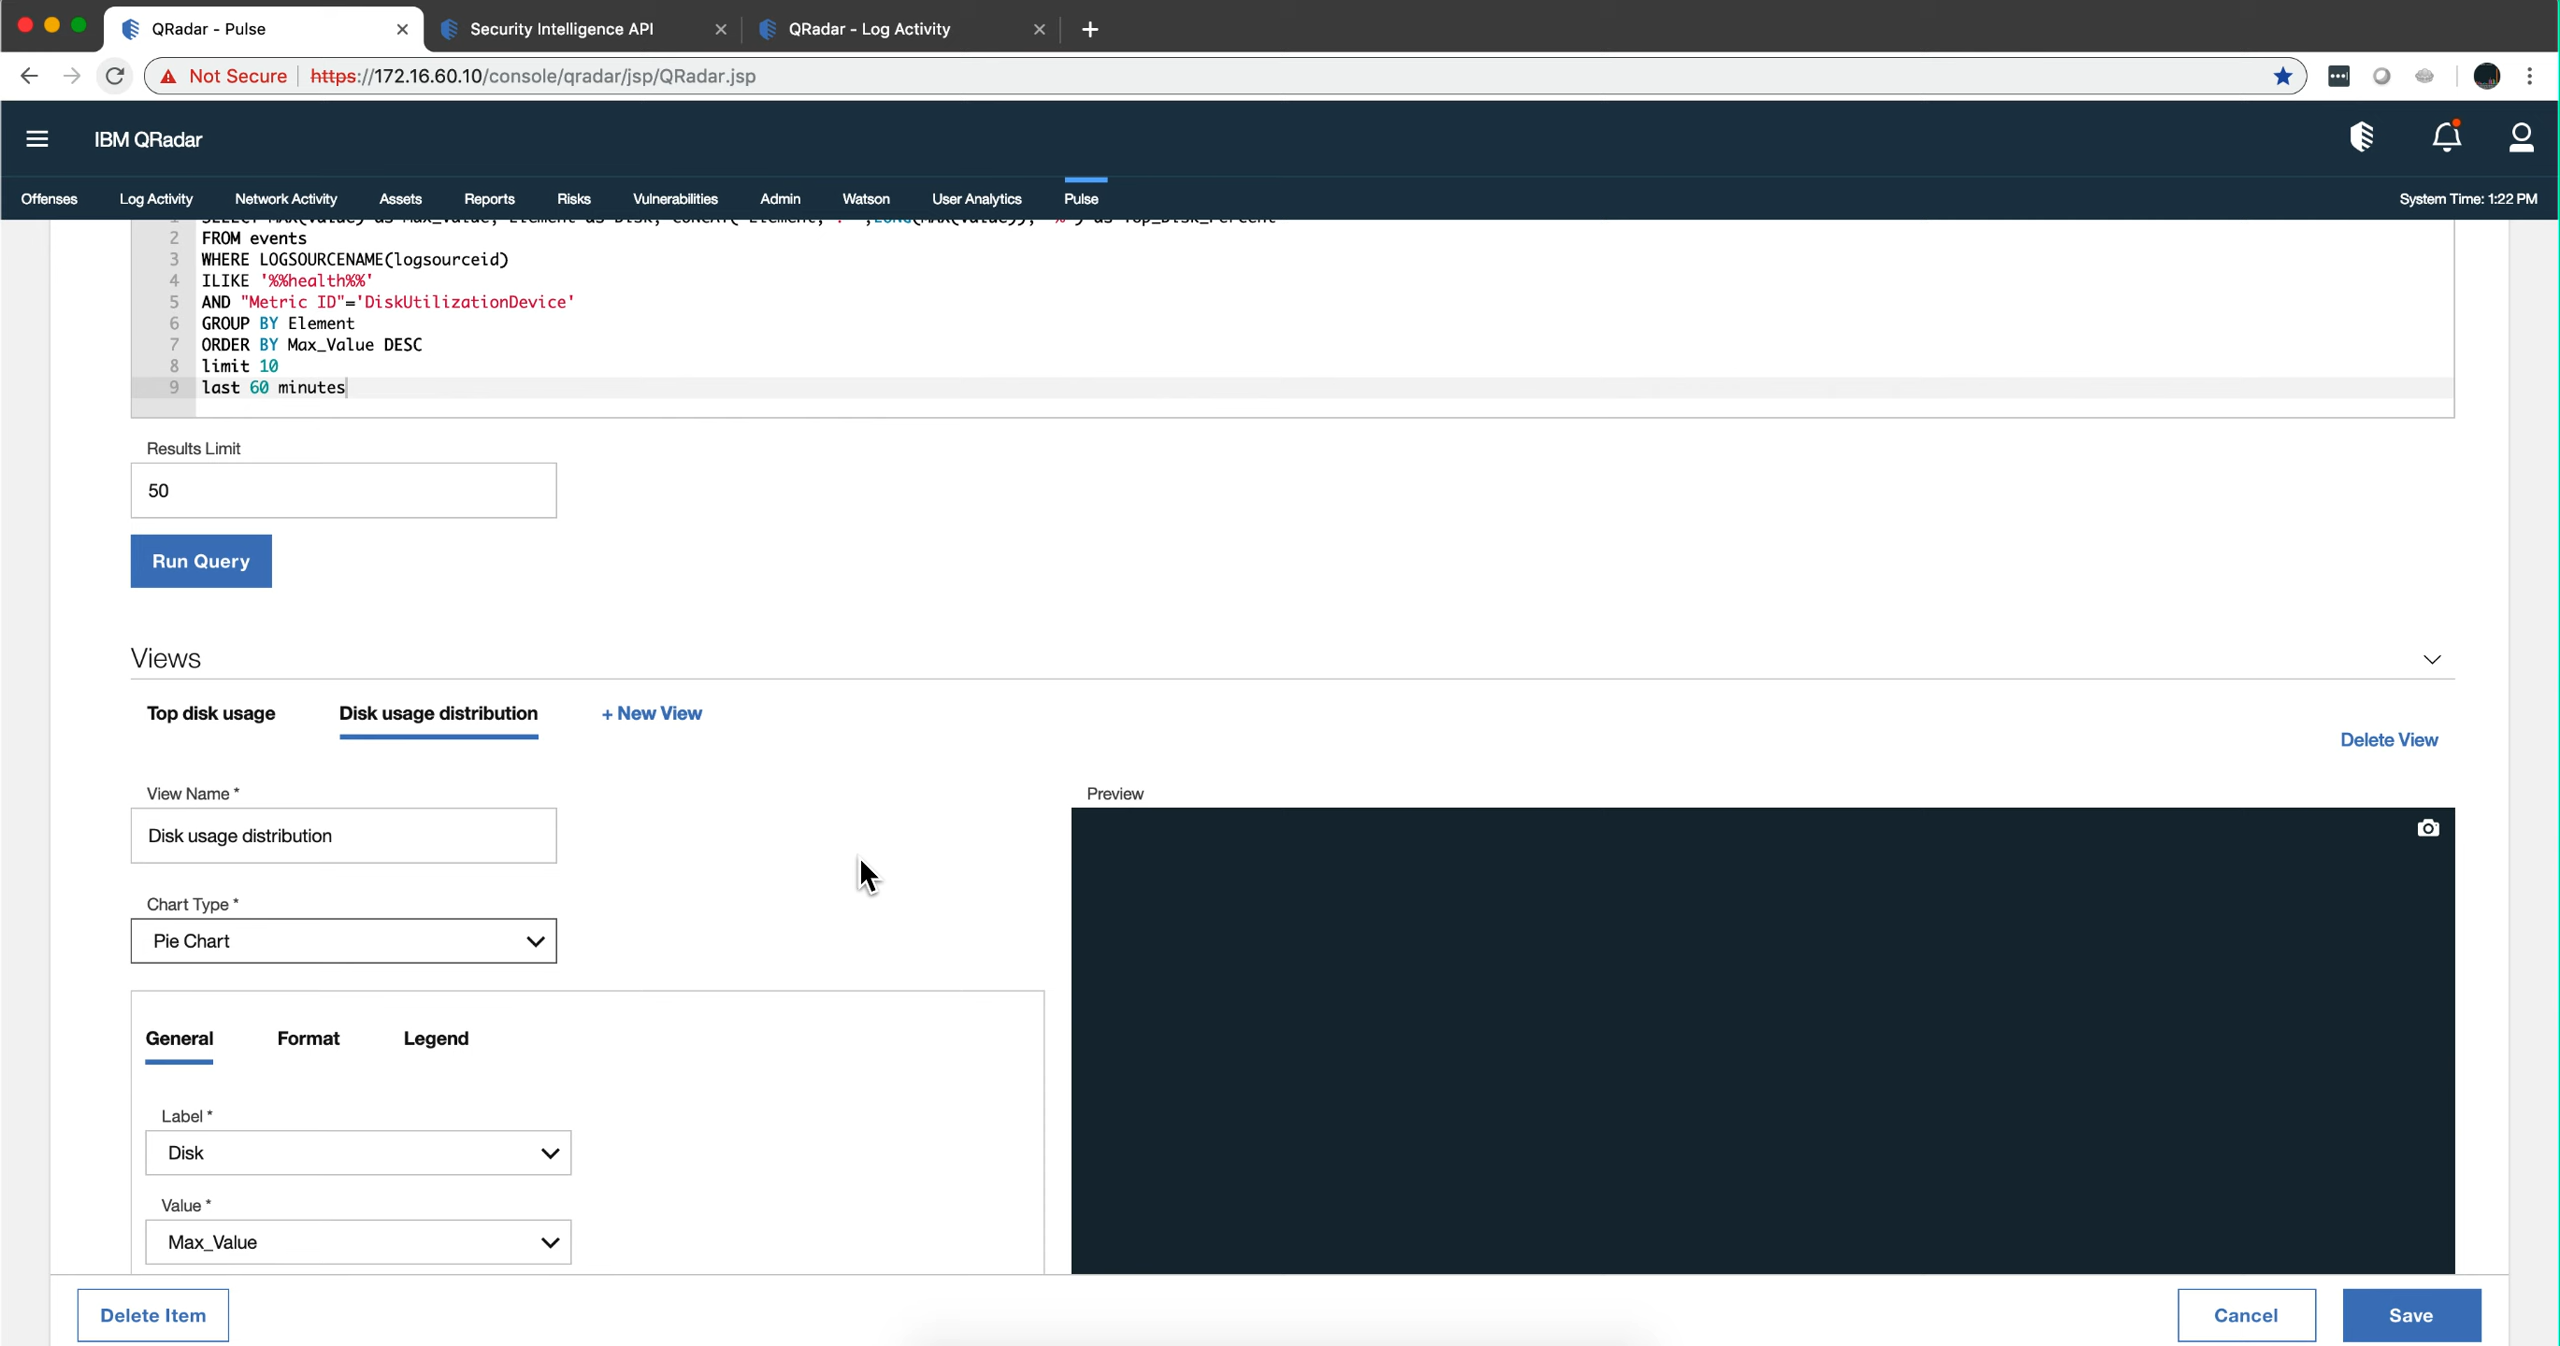 QRadar - Pulse
Security Intelligence API
QRadar - Log Activity
Not Secure
https://172.16.60.10/console/qradar/jsp/QRadar.jsp
IBM QRadar
Offenses Log Activity Network Activity Assets Reports Risks Vulnerabilities Admin Watson User Analytics Pulse System Time: 1:22 PM
2 FROM events
3 WHERE LOGSOURCENAME(logsourceid)
4 ILIKE '%%health%%'
5 AND "Metric ID"='DiskUtilizationDevice'
6 GROUP BY Element
7 ORDER BY Max_Value DESC
8 limit 10
9 last 60 minutes
Results Limit
50
Run Query
Views
Top disk usage Disk usage distribution + New View
Delete View
View Name *
Disk usage distribution
Chart Type *
Pie Chart
Preview
General Format Legend
Label *
Disk
Value *
Max_Value
Delete Item Cancel Save